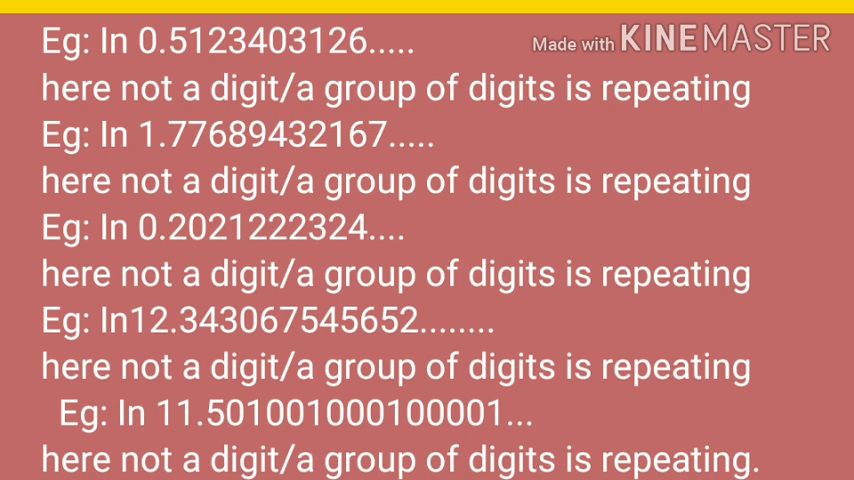 Eg: In 0.5123403126.....
Made with KINEMASTER
here not a digit/a group of digits is repeating
Eg: In 1.77689432167.....
here not a digit/a group of digits is repeating
Eg: In 0.2021222324....
here not a digit/a group of digits is repeating
Eg: In12.343067545652........
here not a digit/a group of digits is repeating
Eg: In 11.501001000100001...
here not a digit/a group of digits is repeating.